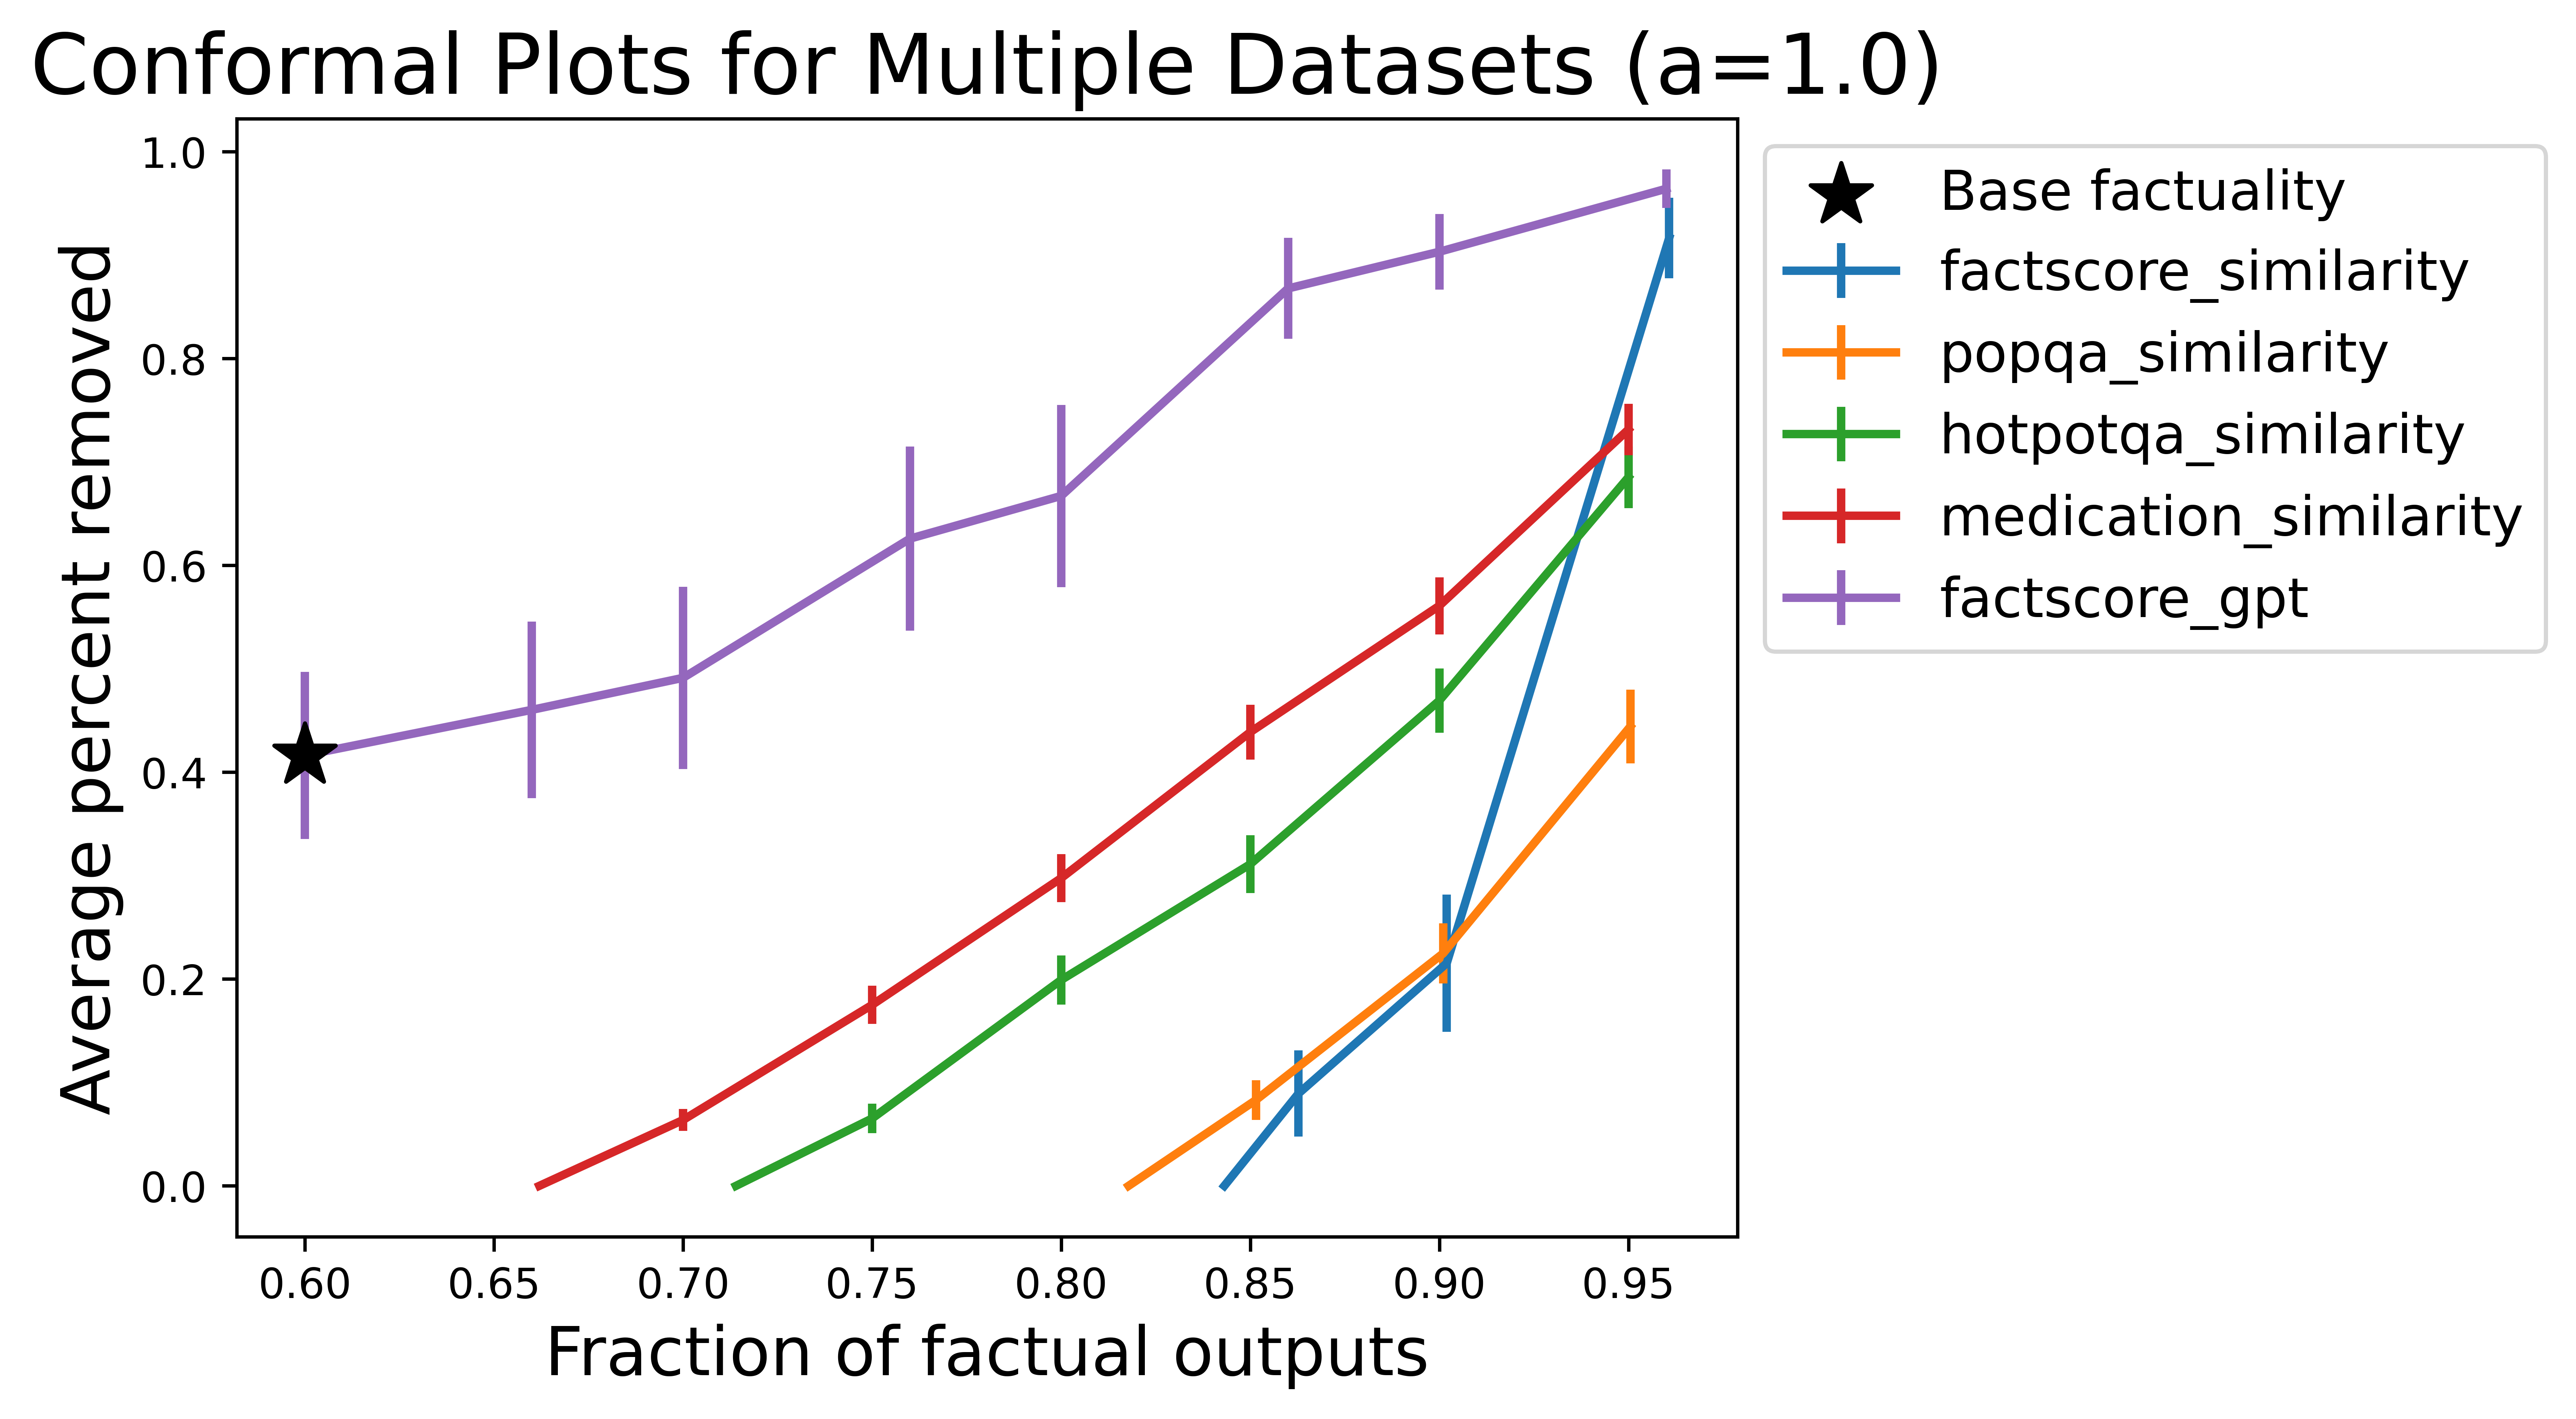 Conformal Plots for Multiple Datasets (a=1.0)
Average percent removed
1.0
0.8
0.6
0.4
0.2
0.0
0.60 0.65 0.70 0.75 0.80 0.85 0.90 0.95
Fraction of factual outputs
Base factuality
factscore_similarity
popqa_similarity
hotpotqa_similarity
medication_similarity
factscore_gpt